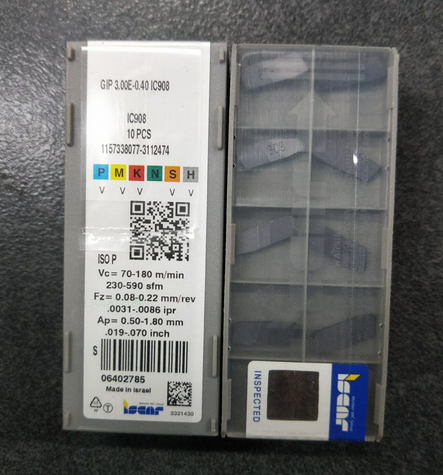 GIP 3.00E-0.40 IC908
IC908
10 PCS
1157338077-3112474
P M K N S H
V V V V V
ISO P
Vc= 70-180 m/min
230-590 sfm
Fz= 0.08-0.22 mm/rev
.0031-.0086 ipr
Ap= 0.50-1.80 mm
.019-.070 inch
S
06402785
Made in Israel
iscar
3321430
INSPECTED
iscar